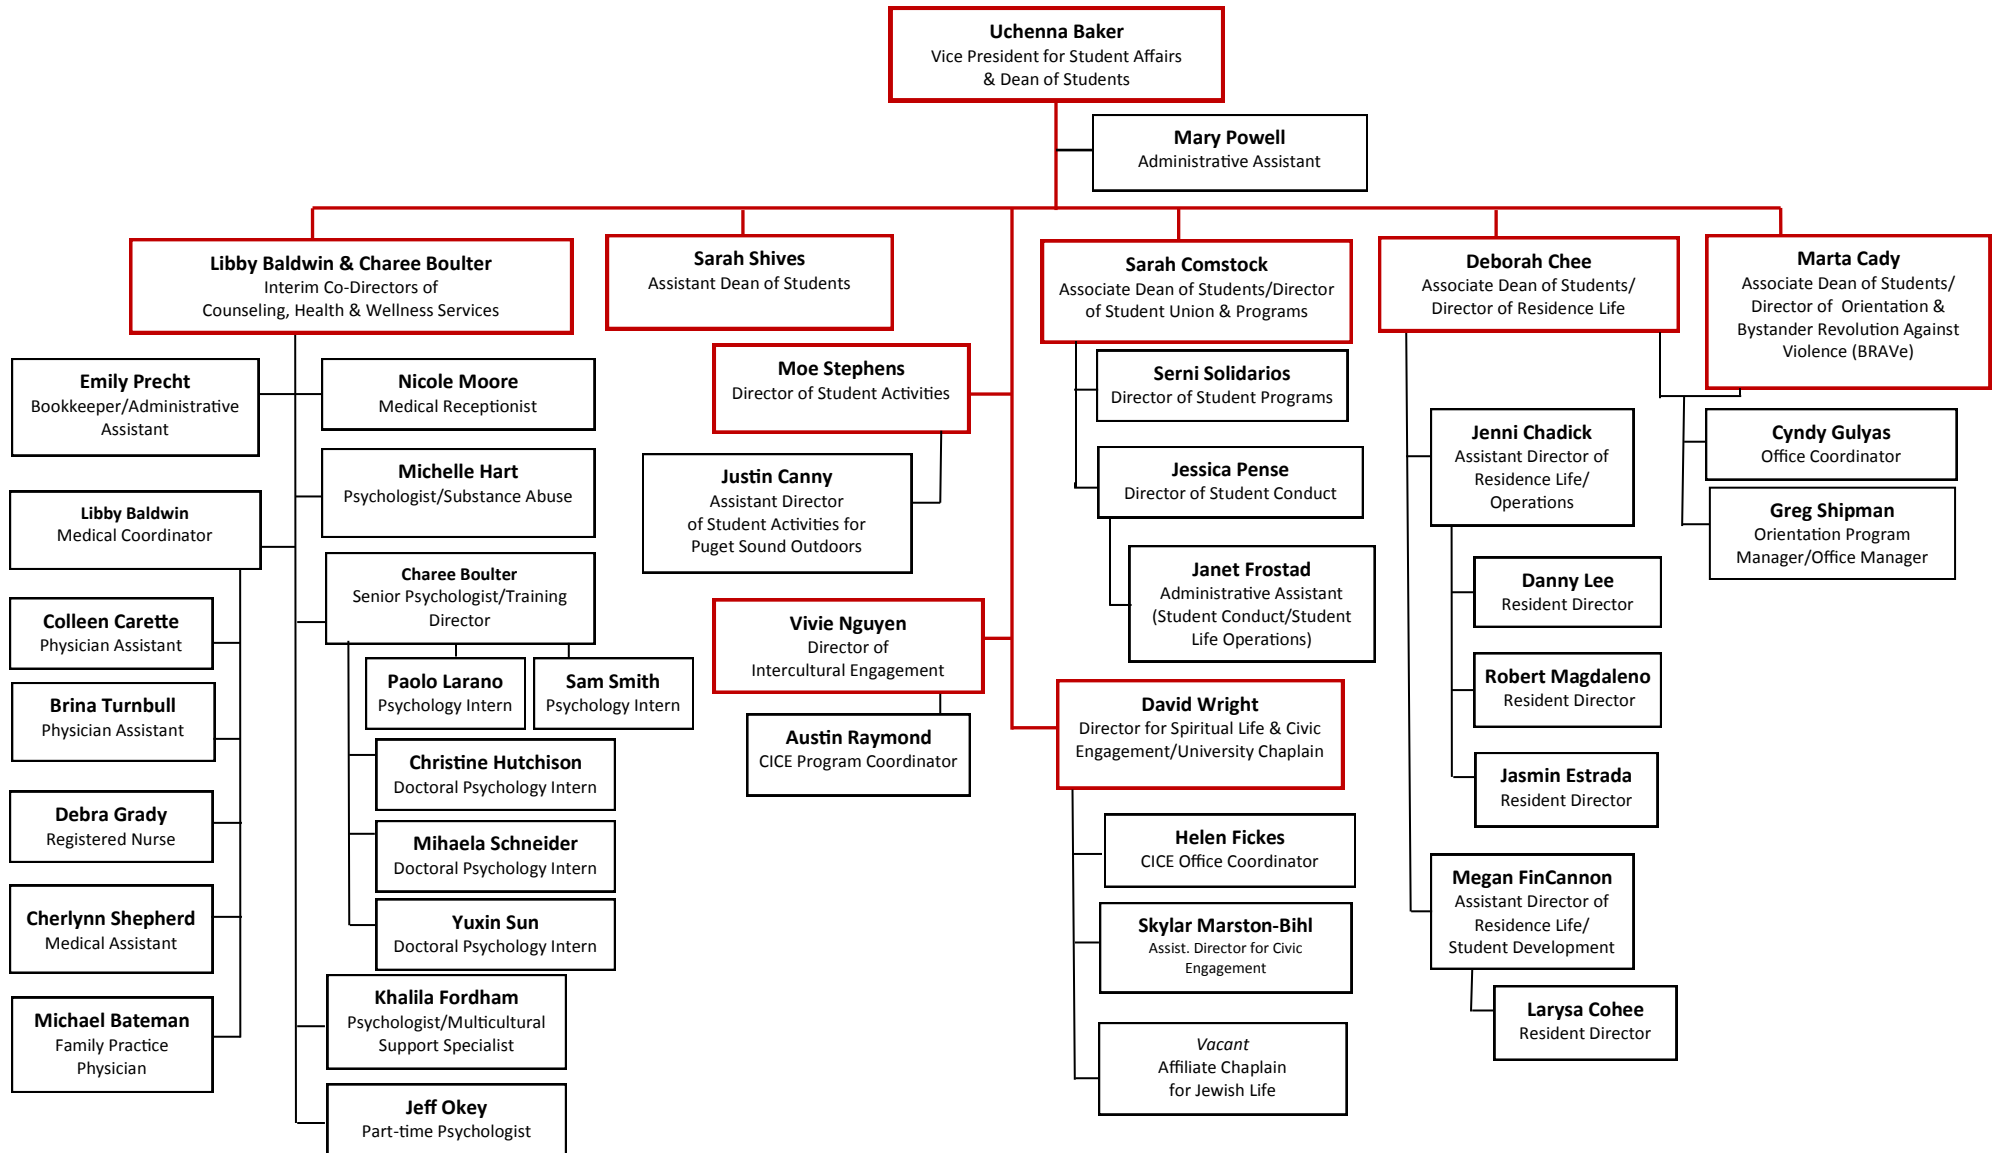 Uchenna Baker
Vice President for Student Affairs
& Dean of Students
Mary Powell
Administrative Assistant
Libby Baldwin & Charee Boulter
Interim Co-Directors of
Counseling, Health & Wellness Services
Sarah Shives
Assistant Dean of Students
Sarah Comstock
Associate Dean of Students/Director
of Student Union & Programs
Deborah Chee
Associate Dean of Students/
Director of Residence Life
Marta Cady
Associate Dean of Students/
Director of Orientation &
Bystander Revolution Against
Violence (BRAVe)
Emily Precht
Bookkeeper/Administrative
Assistant
Nicole Moore
Medical Receptionist
Michelle Hart
Psychologist/Substance Abuse
Libby Baldwin
Medical Coordinator
Charee Boulter
Senior Psychologist/Training
Director
Colleen Carette
Physician Assistant
Brina Turnbull
Physician Assistant
Debra Grady
Registered Nurse
Cherlynn Shepherd
Medical Assistant
Michael Bateman
Family Practice
Physician
Paolo Larano
Psychology Intern
Sam Smith
Psychology Intern
Christine Hutchison
Doctoral Psychology Intern
Mihaela Schneider
Doctoral Psychology Intern
Yuxin Sun
Doctoral Psychology Intern
Khalila Fordham
Psychologist/Multicultural
Support Specialist
Jeff Okey
Part-time Psychologist
Moe Stephens
Director of Student Activities
Justin Canny
Assistant Director
of Student Activities for
Puget Sound Outdoors
Vivie Nguyen
Director of
Intercultural Engagement
Austin Raymond
CICE Program Coordinator
Serni Solidarios
Director of Student Programs
Jessica Pense
Director of Student Conduct
Janet Frostad
Administrative Assistant
(Student Conduct/Student
Life Operations)
David Wright
Director for Spiritual Life & Civic
Engagement/University Chaplain
Helen Fickes
CICE Office Coordinator
Skylar Marston-Bihl
Assist. Director for Civic
Engagement
Vacant
Affiliate Chaplain
for Jewish Life
Jenni Chadick
Assistant Director of
Residence Life/
Operations
Danny Lee
Resident Director
Robert Magdaleno
Resident Director
Jasmin Estrada
Resident Director
Megan FinCannon
Assistant Director of
Residence Life/
Student Development
Larysa Cohee
Resident Director
Cyndy Gulyas
Office Coordinator
Greg Shipman
Orientation Program
Manager/Office Manager